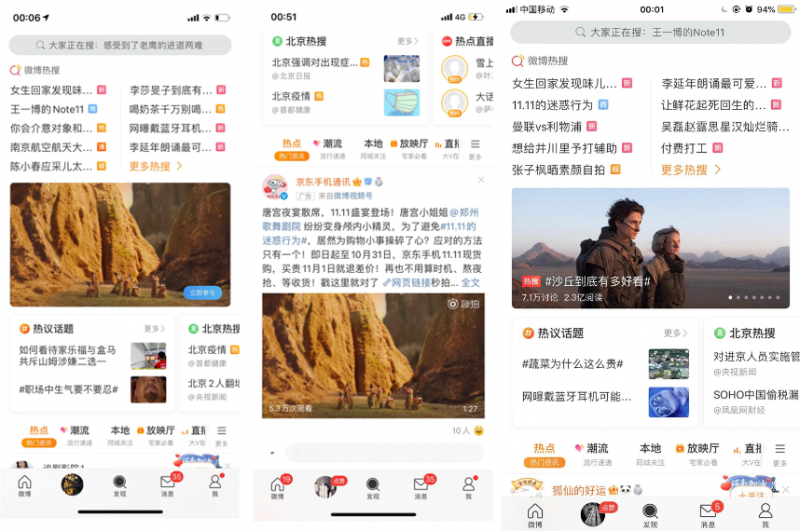 00:06
大家正在搜：感受到了老鹰的进退两难
微博热搜
女生回家发现味... 新
李莎旻子到底有... 新
王一博的Note11 商
喝奶茶千万别喝... 热
你会介意对象和... 热
网曝戴蓝牙耳机... 新
南京航空航天大... 沸
李延年朗诵最可... 新
陈小春应采儿太...
更多热搜 >
立即参与
热议话题
更多>
北京热搜
如何看待家乐福与盒马
共斥山姆涉嫌二选一
北京疫情 热
@首都健康
#职场中生气要不要忍#
北京2人翻墙
@央视新闻
热点
潮流
本地
放映厅
直播
热门资讯
流行速递
同城关注
宅家必看
大V在
更多
微博
发现
35
消息
我
00:51
4G
北京热搜
更多>
热点直播
北京强调对出现症... 热
@北京日报
雪上
北京疫情 热
@首都健康
大话
热点
潮流
本地
放映厅
直播
热门资讯
流行速递
同城关注
宅家必看
大V在
更多
京东手机通讯
广告
来自微博视频号
唐宫夜宴散席，11.11盛宴登场！唐宫小姐姐@郑州
歌舞剧院 纷纷变身颅内小精灵，为了避免#11.11的
迷惑行为#，居然为购物小事操碎了心？应对的方法
只有一个！即日起至10月31日，京东手机11.11现货
购，买贵11月1日就退差价！再也不用算时机、熬夜
抢、等收货！戳这里就对了 网页链接秒拍... 全文
秒拍
5.3万次观看
1:27
10人
19
微博
点赞
发现
35
消息
我
中国移动
00:01
94%
大家正在搜：王一博的Note11
微博热搜
女生回家发现味儿... 新
李延年朗诵最可爱... 新
11.11的迷惑行为 商
让鲜花起死回生的... 新
曼联vs利物浦 新
吴磊赵露思星汉灿烂骑...
想给井川里予打辅助 新
付费打工 新
张子枫晒素颜自拍
更多热搜 >
热搜 #沙丘到底有多好看#
7.1万讨论 2.3亿阅读
热议话题
更多>
北京热搜
#蔬菜为什么这么贵#
对进京人员实施管
@央视新闻
网曝戴蓝牙耳机可能...
SOHO中国偷税漏
@凤凰网财经
热点
潮流
本地
放映厅
直播
热门资讯
流行速递
同城关注
宅家必看
大V在
更多
狐仙的好运
微博
点赞
发现
5
消息
我